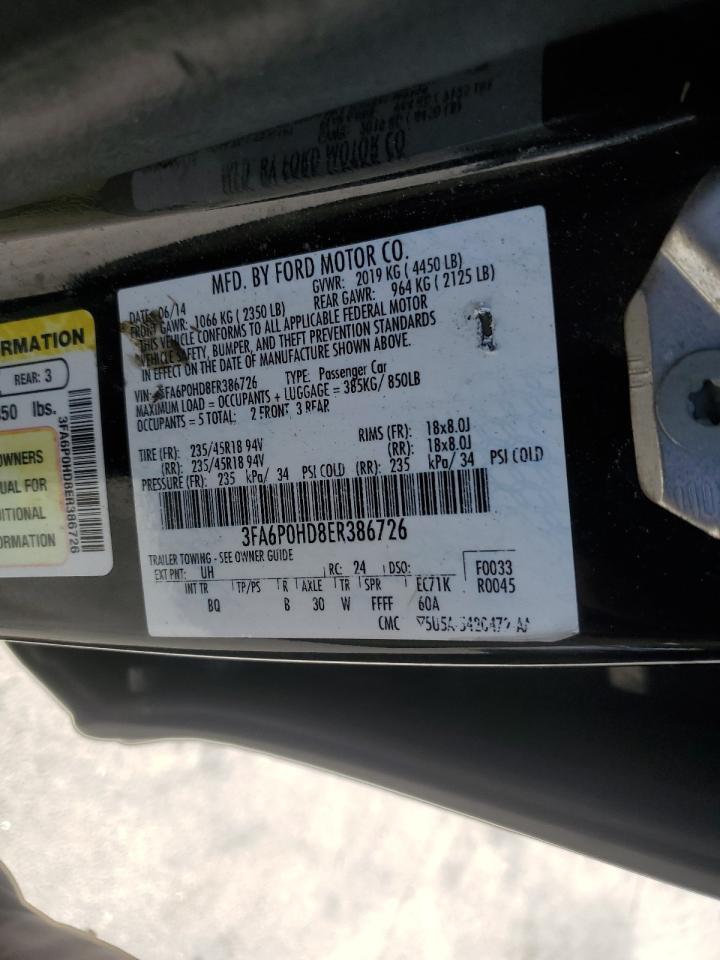 MFD. BY FORD MOTOR CO.
DATE: 06/14 GVWR: 2019 KG ( 4450 LB)
FRONT GAWR: 1066 KG ( 2350 LB) REAR GAWR: 964 KG ( 2125 LB)
THIS VEHICLE CONFORMS TO ALL APPLICABLE FEDERAL MOTOR
VEHICLE SAFETY, BUMPER, AND THEFT PREVENTION STANDARDS
IN EFFECT ON THE DATE OF MANUFACTURE SHOWN ABOVE.
VIN: 3FA6P0HD8ER386726 TYPE: Passenger Car
MAXIMUM LOAD = OCCUPANTS + LUGGAGE = 385KG/ 850LB
OCCUPANTS = 5 TOTAL: 2 FRONT, 3 REAR
TIRE (FR): 235/45R18 94V RIMS (FR): 18x8.0J
(RR): 235/45R18 94V (RR): 18x8.0J
PRESSURE (FR): 235 kPa/ 34 PSI COLD (RR): 235 kPa/ 34 PSI COLD
3FA6P0HD8ER386726
TRAILER TOWING - SEE OWNER GUIDE
EXT PNT: UH RC: 24 DSO: F0033
INT TR TP/PS R AXLE TR SPR EC71K R0045
BQ B 30 W FFFF 60A
CMC
RMATION
REAR: 3
lbs.
OWNERS
UAL FOR
DITIONAL
ORMATION
3FA6P0HD8ER386726
MFD. BY FORD MOTOR CO